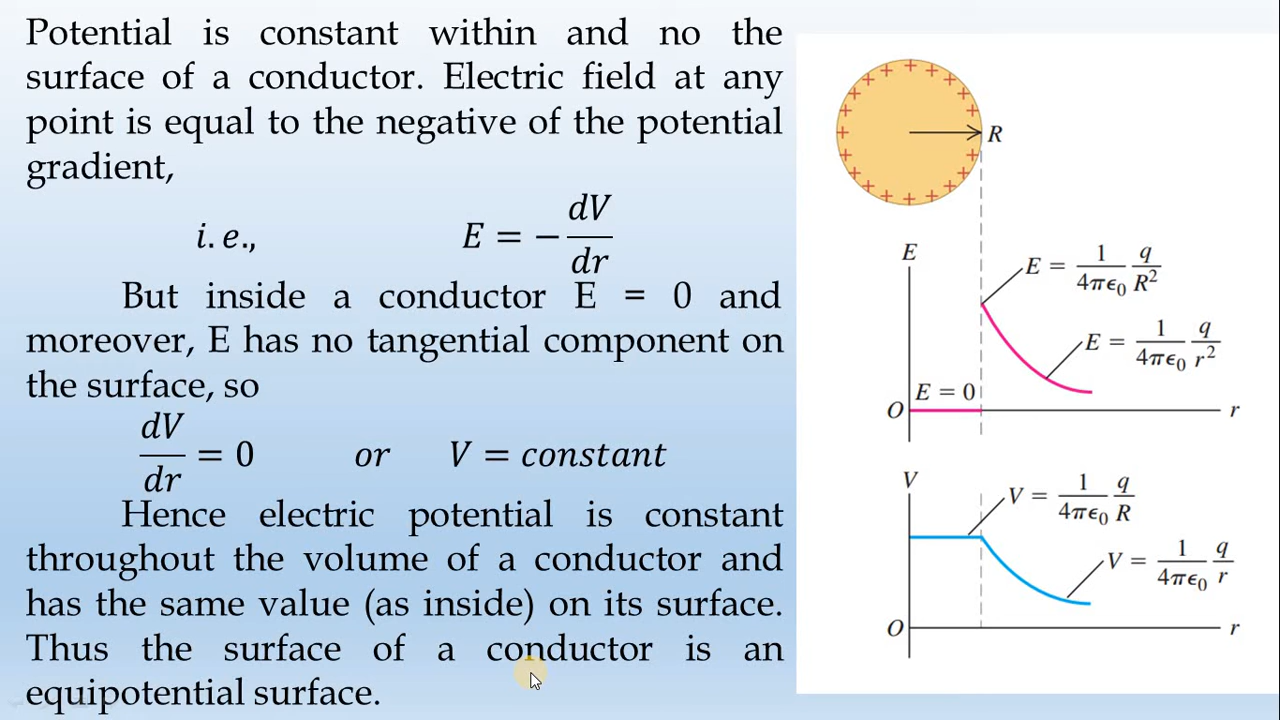 Potential is constant within and no the
surface of a conductor. Electric field at any
point is equal to the negative of the potential
gradient,
i.e., E = −dV/dr
But inside a conductor E = 0 and
moreover, E has no tangential component on
the surface, so
dV/dr = 0 or V = constant
Hence electric potential is constant
throughout the volume of a conductor and
has the same value (as inside) on its surface.
Thus the surface of a conductor is an
equipotential surface.
R
E
E = 1/4πϵ₀ q/R²
E = 1/4πϵ₀ q/r²
E = 0
O r
V
V = 1/4πϵ₀ q/R
V = 1/4πϵ₀ q/r
O r